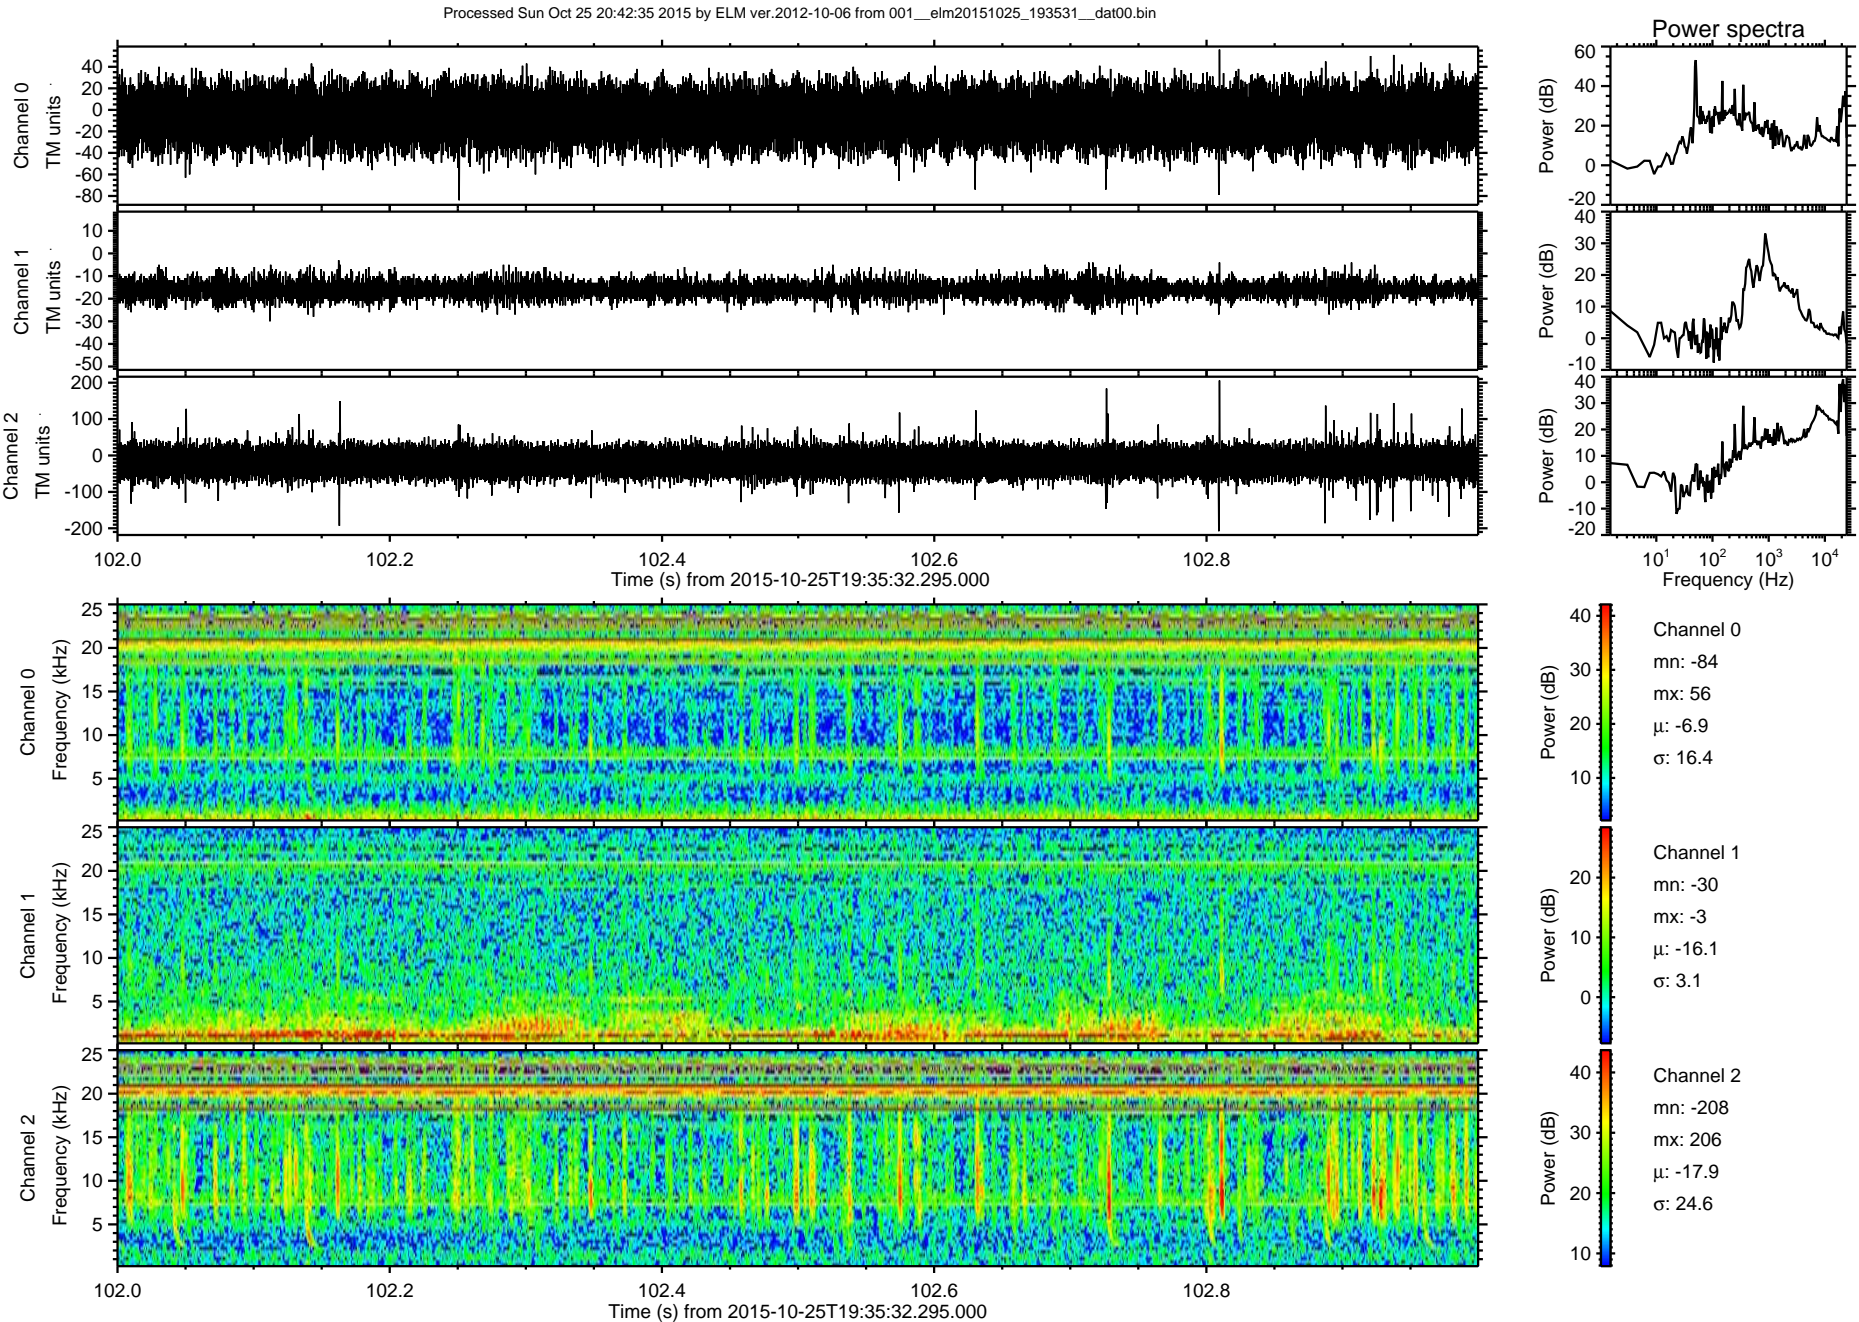 Processed Sun Oct 25 20:42:35 2015 by ELM ver.2012-10-06 from 001__elm20151025_193531__dat00.bin
Power spectra
Channel 0
TM units
40
20
0
-20
-40
-60
-80
Power (dB)
60
40
20
0
-20
Channel 1
TM units
10
0
-10
-20
-30
-40
-50
Power (dB)
40
30
20
10
0
-10
Channel 2
TM units
200
100
0
-100
-200
Power (dB)
40
30
20
10
0
-10
-20
102.0 102.2 102.4 102.6 102.8
Time (s) from 2015-10-25T19:35:32.295.000
10^1 10^2 10^3 10^4
Frequency (Hz)
Channel 0
Frequency (kHz)
25
20
15
10
5
Power (dB)
40
30
20
10
Channel 0
mn: -84
mx: 56
μ: -6.9
σ: 16.4
Channel 1
Frequency (kHz)
25
20
15
10
5
Power (dB)
20
10
0
Channel 1
mn: -30
mx: -3
μ: -16.1
σ: 3.1
Channel 2
Frequency (kHz)
25
20
15
10
5
Power (dB)
40
30
20
10
Channel 2
mn: -208
mx: 206
μ: -17.9
σ: 24.6
102.0 102.2 102.4 102.6 102.8
Time (s) from 2015-10-25T19:35:32.295.000